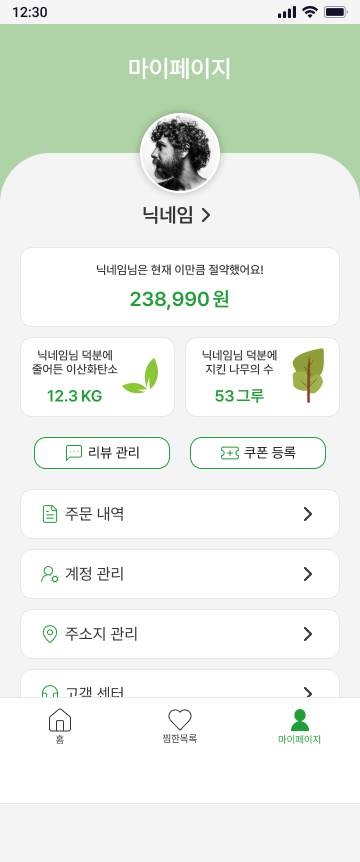 12:30
마이페이지
닉네임
닉네임님은 현재 이만큼 절약했어요!
238,990원
닉네임님 덕분에
줄어든 이산화탄소
12.3 KG
닉네임님 덕분에
지킨 나무의 수
53그루
리뷰 관리
쿠폰 등록
주문 내역
계정 관리
주소지 관리
고객 센터
홈
찜한목록
마이페이지